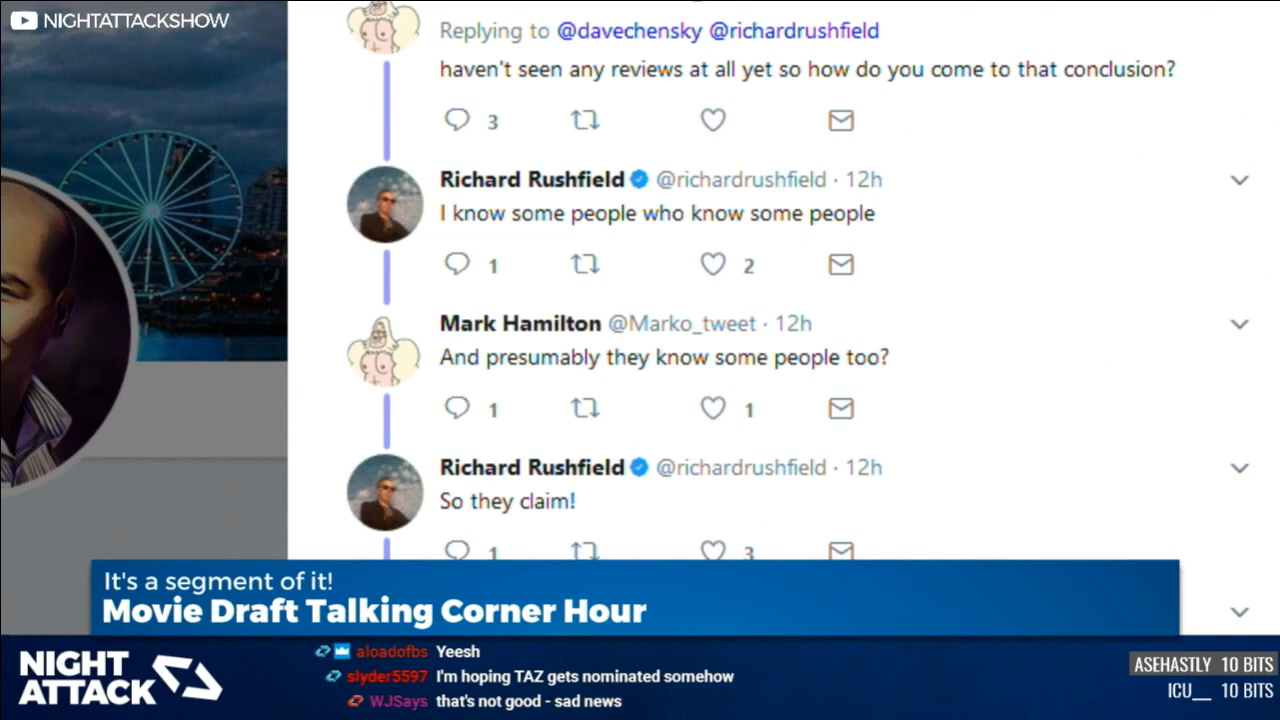 NIGHTATTACKSHOW
Replying to @davechensky @richardrushfield
haven't seen any reviews at all yet so how do you come to that conclusion?
3
Richard Rushfield @richardrushfield · 12h
I know some people who know some people
1 2
Mark Hamilton @Marko_tweet · 12h
And presumably they know some people too?
1 1
Richard Rushfield @richardrushfield · 12h
So they claim!
1 3
It's a segment of it!
Movie Draft Talking Corner Hour
NIGHT
ATTACK
aloadofbs Yeesh
slyder5597 I'm hoping TAZ gets nominated somehow
WJSays that's not good - sad news
ASEHASTLY 10 BITS
ICU__ 10 BITS